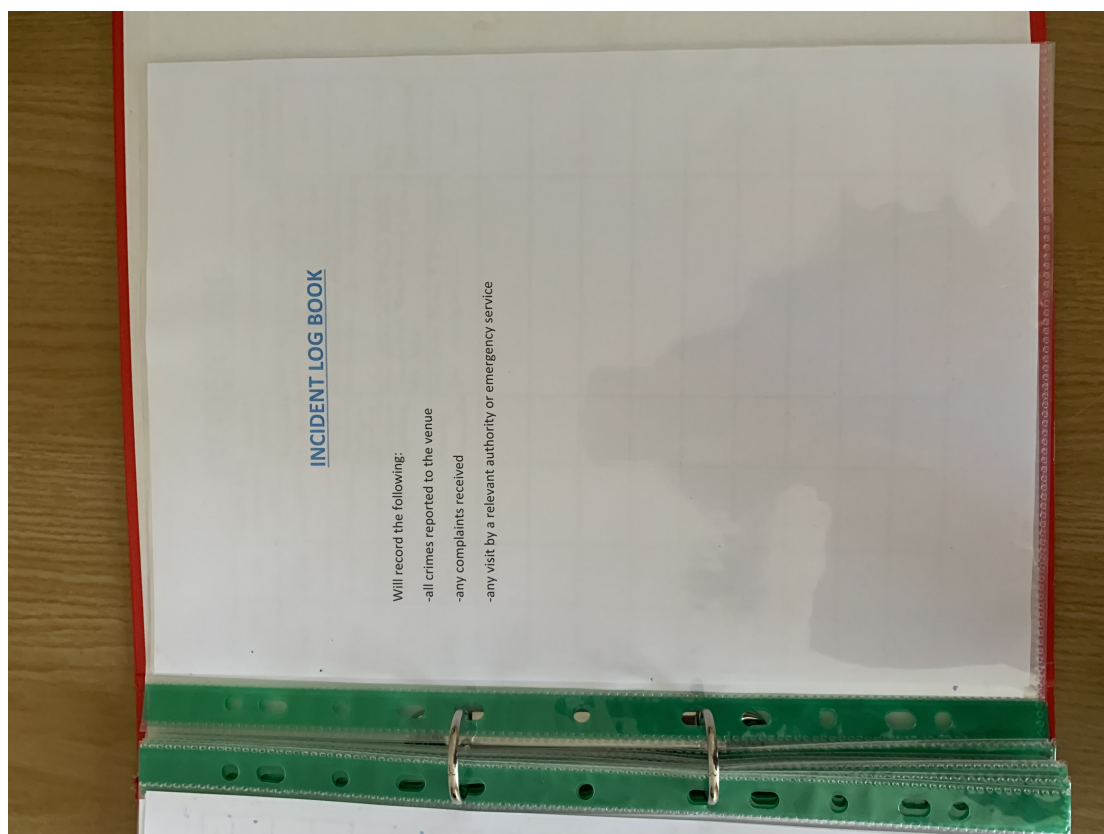 INCIDENT LOG BOOK
Will record the following:
-all crimes reported to the venue
-any complaints received
-any visit by a relevant authority or emergency service